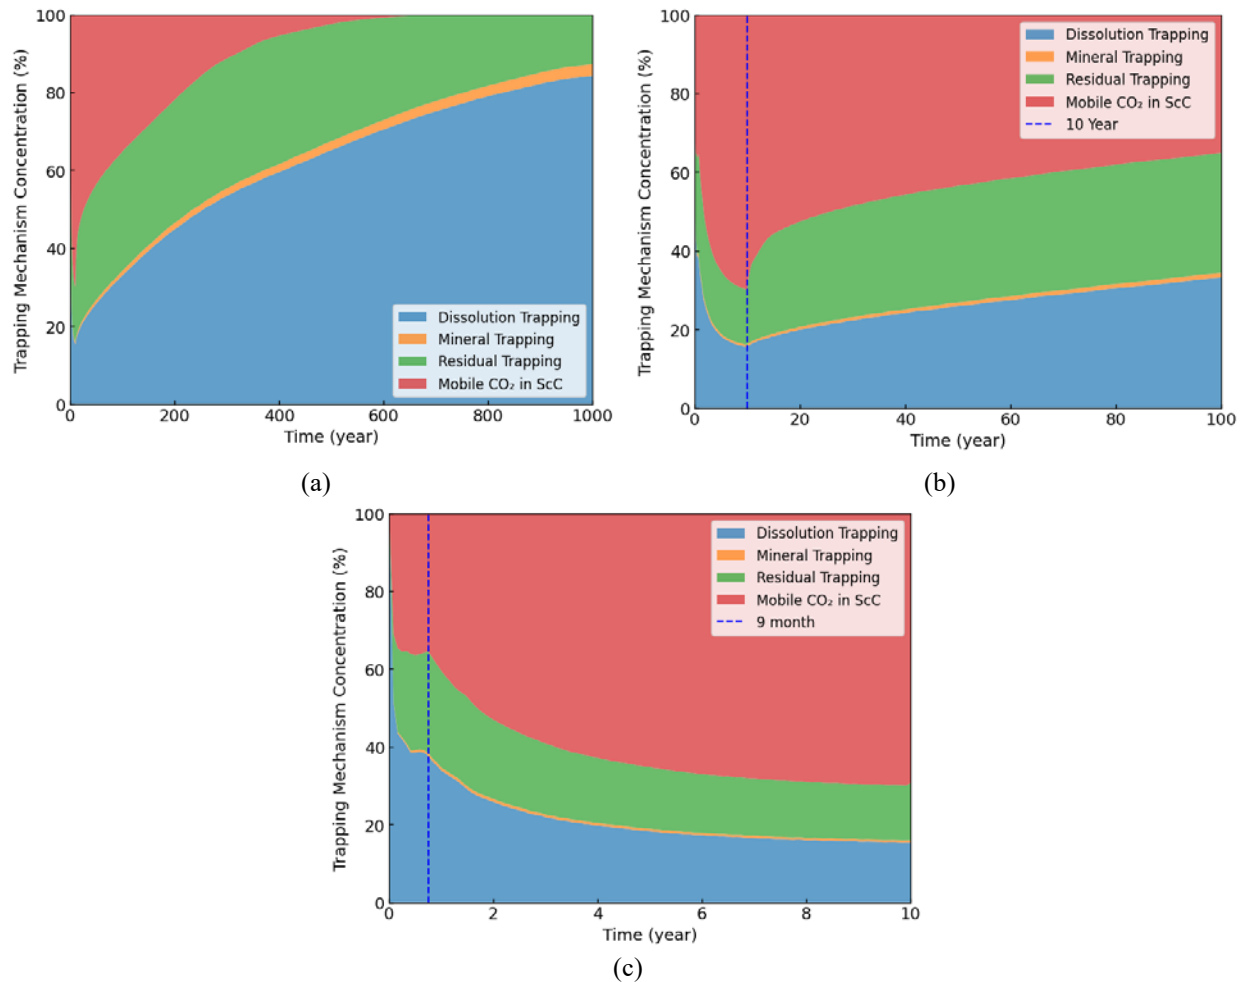 Trapping Mechanism Concentration (%)
100
80
60
40
20
0
Dissolution Trapping
Mineral Trapping
Residual Trapping
Mobile CO₂ in ScC
0 200 400 600 800 1000
Time (year)
(a)
Trapping Mechanism Concentration (%)
100
80
60
40
20
0
Dissolution Trapping
Mineral Trapping
Residual Trapping
Mobile CO₂ in ScC
10 Year
0 20 40 60 80 100
Time (year)
(b)
Trapping Mechanism Concentration (%)
100
80
60
40
20
0
Dissolution Trapping
Mineral Trapping
Residual Trapping
Mobile CO₂ in ScC
9 month
0 2 4 6 8 10
Time (year)
(c)